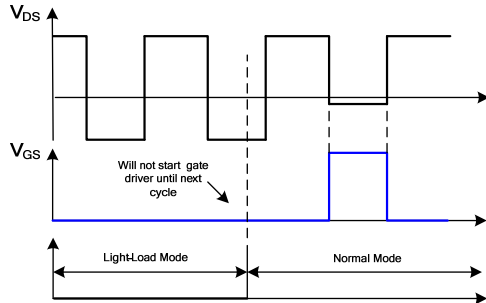 VDS
VGS
Will not start gate
driver until next
cycle
Light-Load Mode
Normal Mode